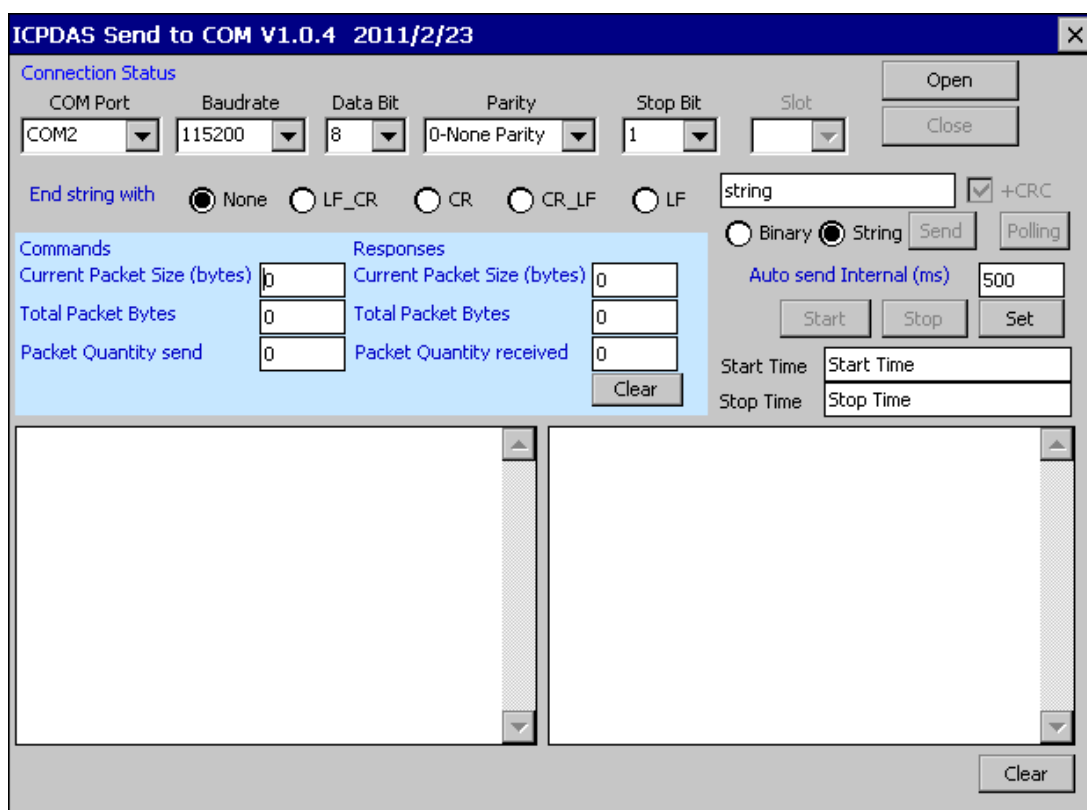 ICPDAS Send to COM V1.0.4 2011/2/23
Connection Status
COM Port Baudrate Data Bit Parity Stop Bit Slot
COM2 115200 8 0-None Parity 1
Open
Close
End string with None LF_CR CR CR_LF LF
string +CRC
Binary String Send Polling
Commands
Current Packet Size (bytes) 0
Total Packet Bytes 0
Packet Quantity send 0
Responses
Current Packet Size (bytes) 0
Total Packet Bytes 0
Packet Quantity received 0
Clear
Auto send Internal (ms) 500
Start Stop Set
Start Time Start Time
Stop Time Stop Time
Clear